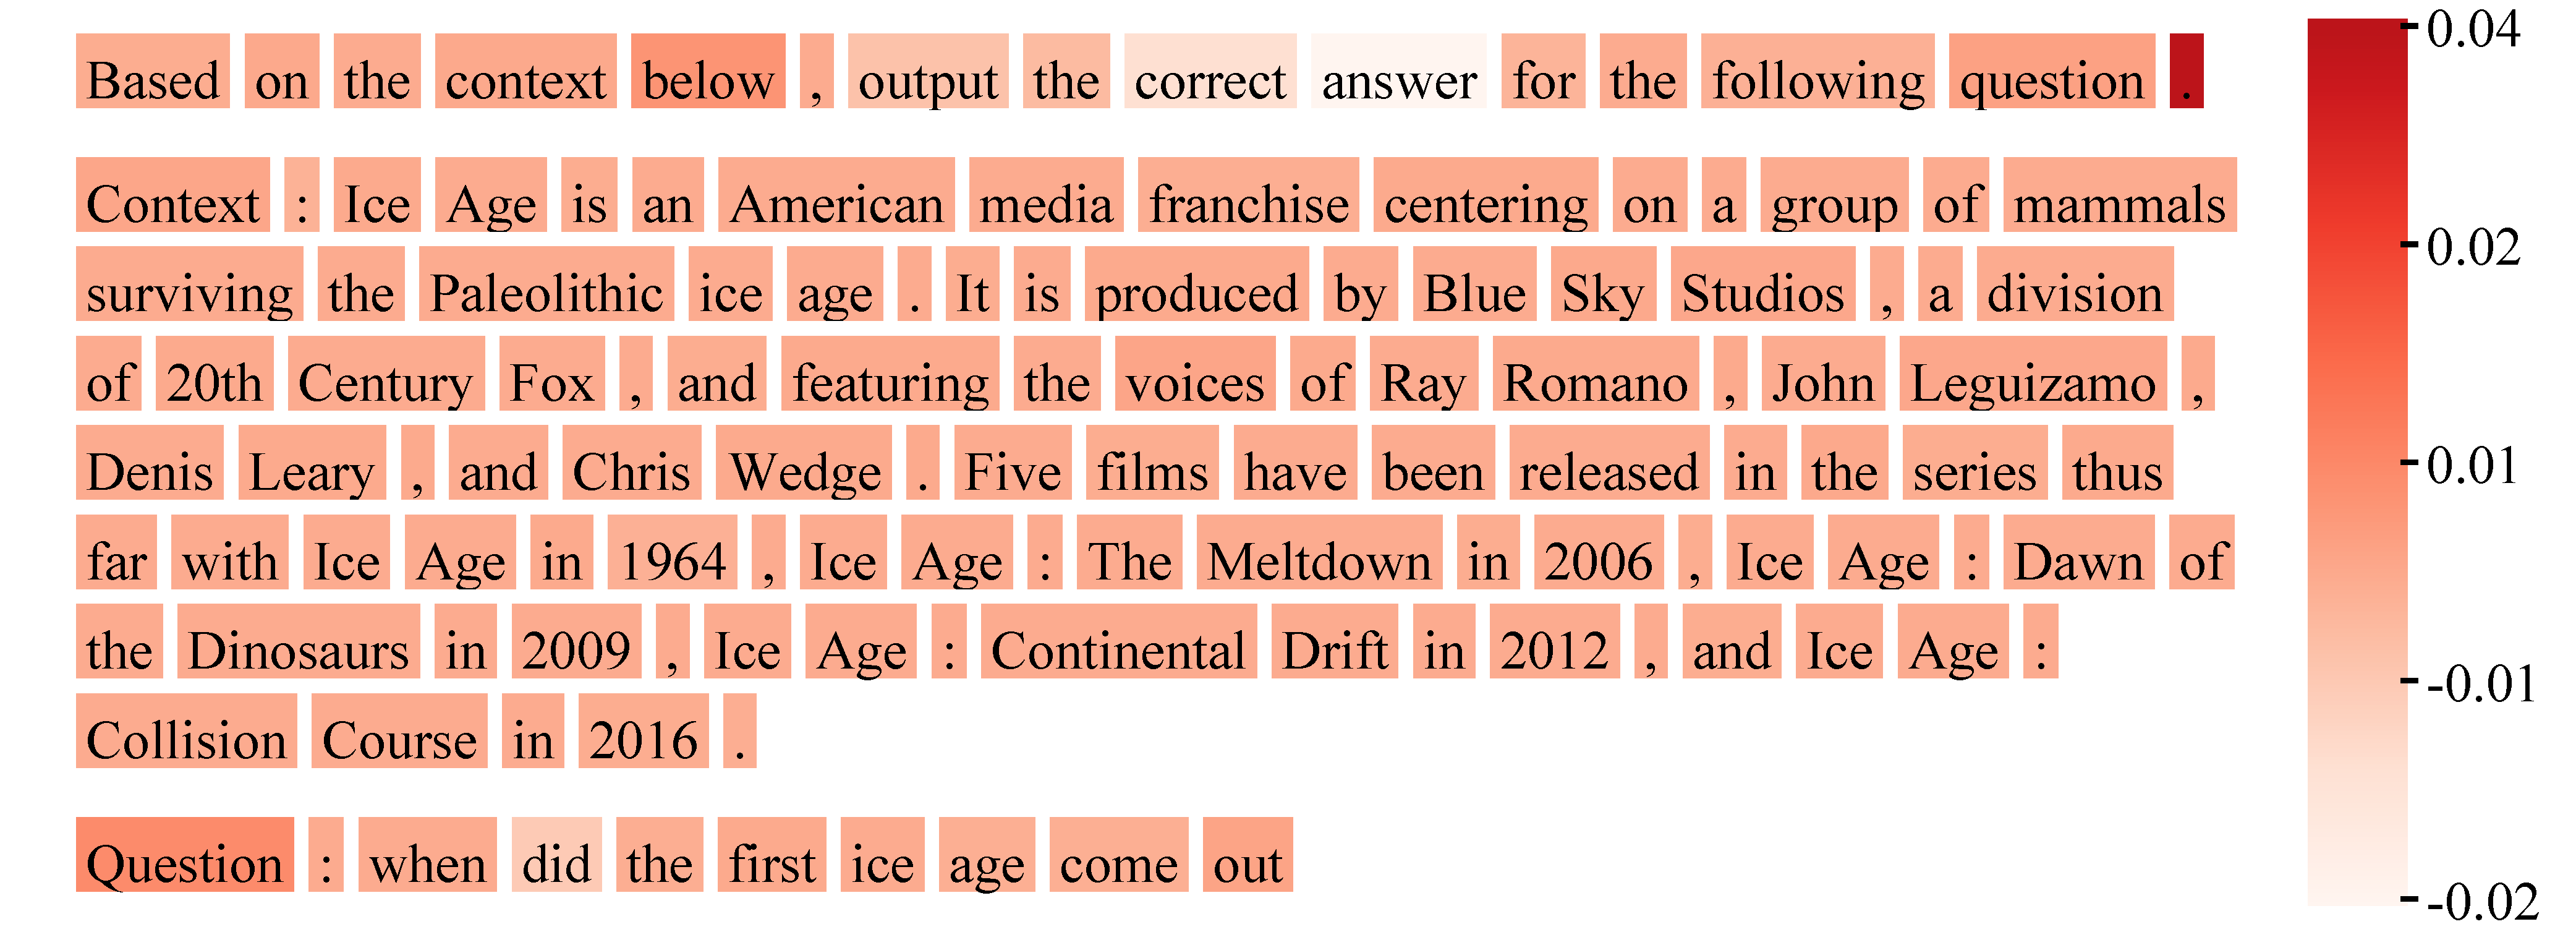 Based on the context below , output the correct answer for the following question .
Context : Ice Age is an American media franchise centering on a group of mammals
surviving the Paleolithic ice age . It is produced by Blue Sky Studios , a division
of 20th Century Fox , and featuring the voices of Ray Romano , John Leguizamo ,
Denis Leary , and Chris Wedge . Five films have been released in the series thus
far with Ice Age in 1964 , Ice Age : The Meltdown in 2006 , Ice Age : Dawn of
the Dinosaurs in 2009 , Ice Age : Continental Drift in 2012 , and Ice Age :
Collision Course in 2016 .
Question : when did the first ice age come out
0.04
0.02
0.01
-0.01
-0.02